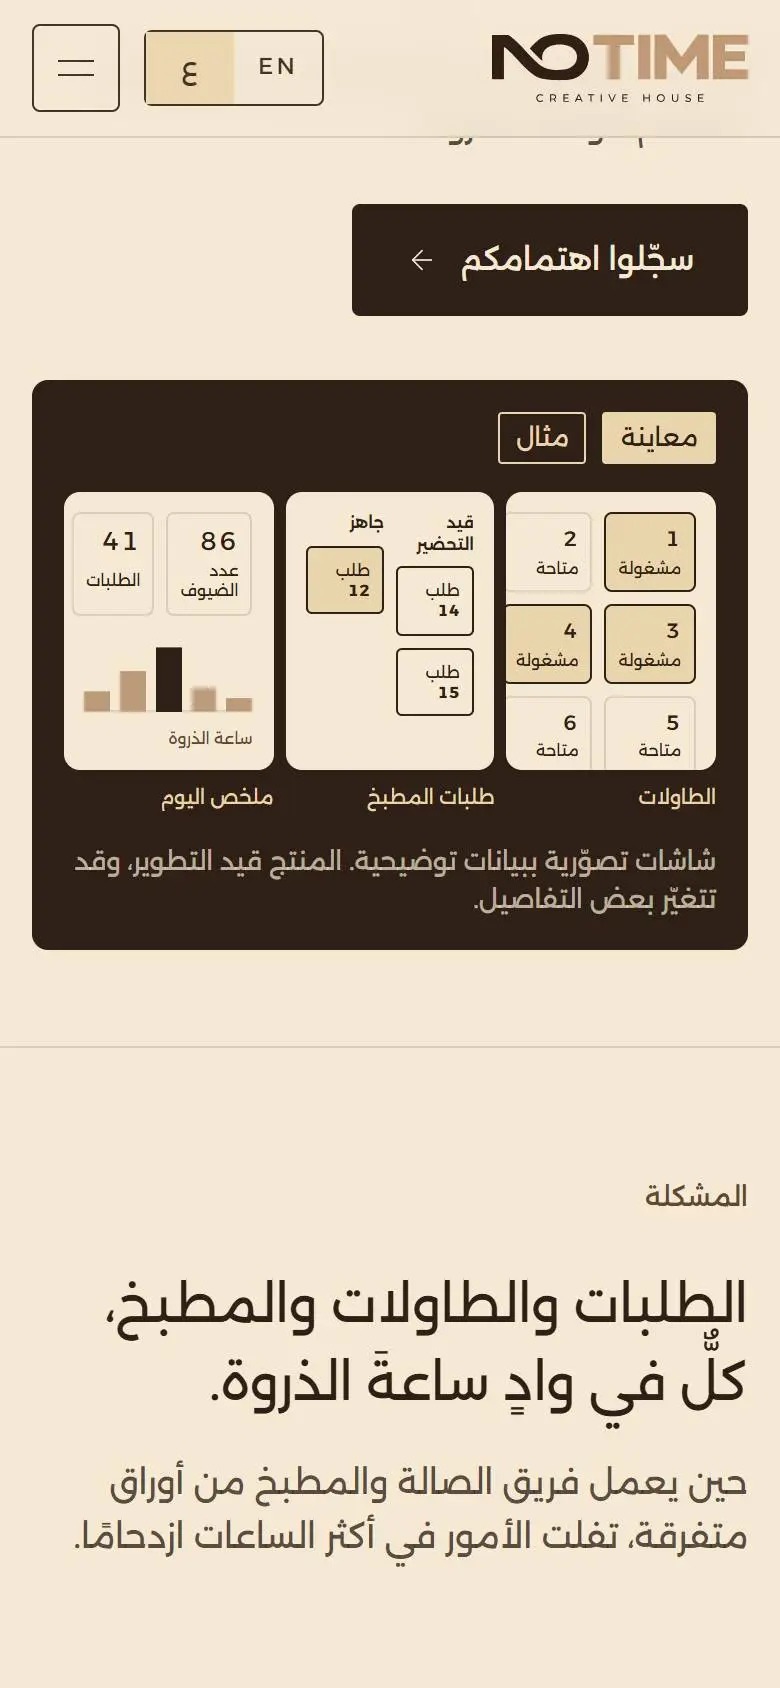 NOTIME
CREATIVE HOUSE
EN
ع
سجّلوا اهتمامكم ←
معاينة
مثال
1
مشغولة
2
متاحة
3
مشغولة
4
مشغولة
5
متاحة
6
متاحة
الطاولات
قيد
التحضير
طلب
14
طلب
15
جاهز
طلب
12
طلبات المطبخ
86
عدد
الضيوف
41
الطلبات
ساعة الذروة
ملخص اليوم
شاشات تصوّرية ببيانات توضيحية. المنتج قيد التطوير، وقد
تتغيّر بعض التفاصيل.
المشكلة
الطلبات والطاولات والمطبخ،
كلٌّ في وادٍ ساعةَ الذروة.
حين يعمل فريق الصالة والمطبخ من أوراق
متفرقة، تفلت الأمور في أكثر الساعات ازدحامًا.